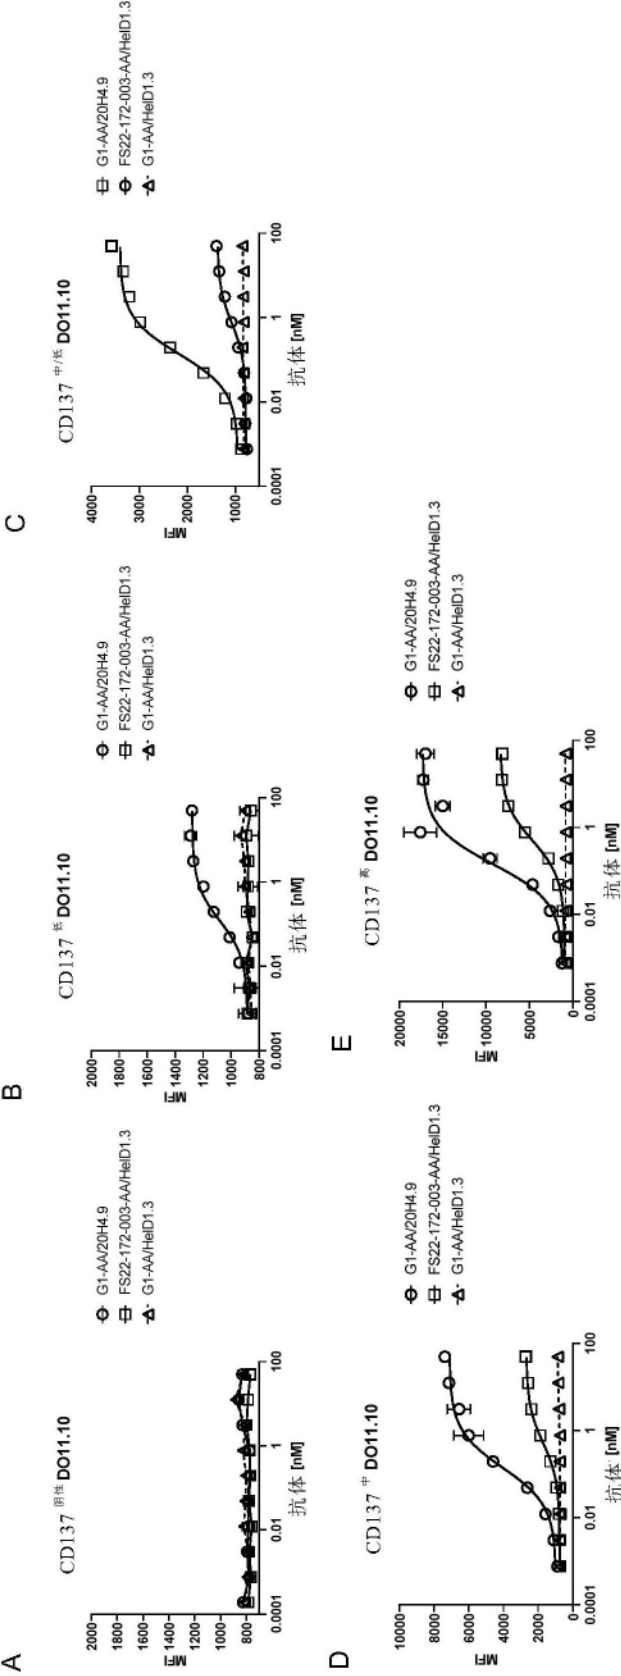 A
CD137 阴性 DO11.10
MFI
2000
1800
1600
1400
1200
1000
800
0.0001
0.01
1
100
抗体 [nM]
G1-AA/20H4.9
FS22-172-003-AA/HelD1.3
G1-AA/HelD1.3
B
CD137 低 DO11.10
MFI
2000
1800
1600
1400
1200
1000
800
0.0001
0.01
1
100
抗体 [nM]
G1-AA/20H4.9
FS22-172-003-AA/HelD1.3
G1-AA/HelD1.3
C
CD137 中/低 DO11.10
MFI
4000
3000
2000
1000
0.0001
0.01
1
100
抗体 [nM]
G1-AA/20H4.9
FS22-172-003-AA/HelD1.3
G1-AA/HelD1.3
D
CD137 中 DO11.10
MFI
10000
8000
6000
4000
2000
0
0.0001
0.01
1
100
抗体 [nM]
G1-AA/20H4.9
FS22-172-003-AA/HelD1.3
G1-AA/HelD1.3
E
CD137 高 DO11.10
MFI
20000
15000
10000
50000
0
0.0001
0.01
1
100
抗体 [nM]
G1-AA/20H4.9
FS22-172-003-AA/HelD1.3
G1-AA/HelD1.3